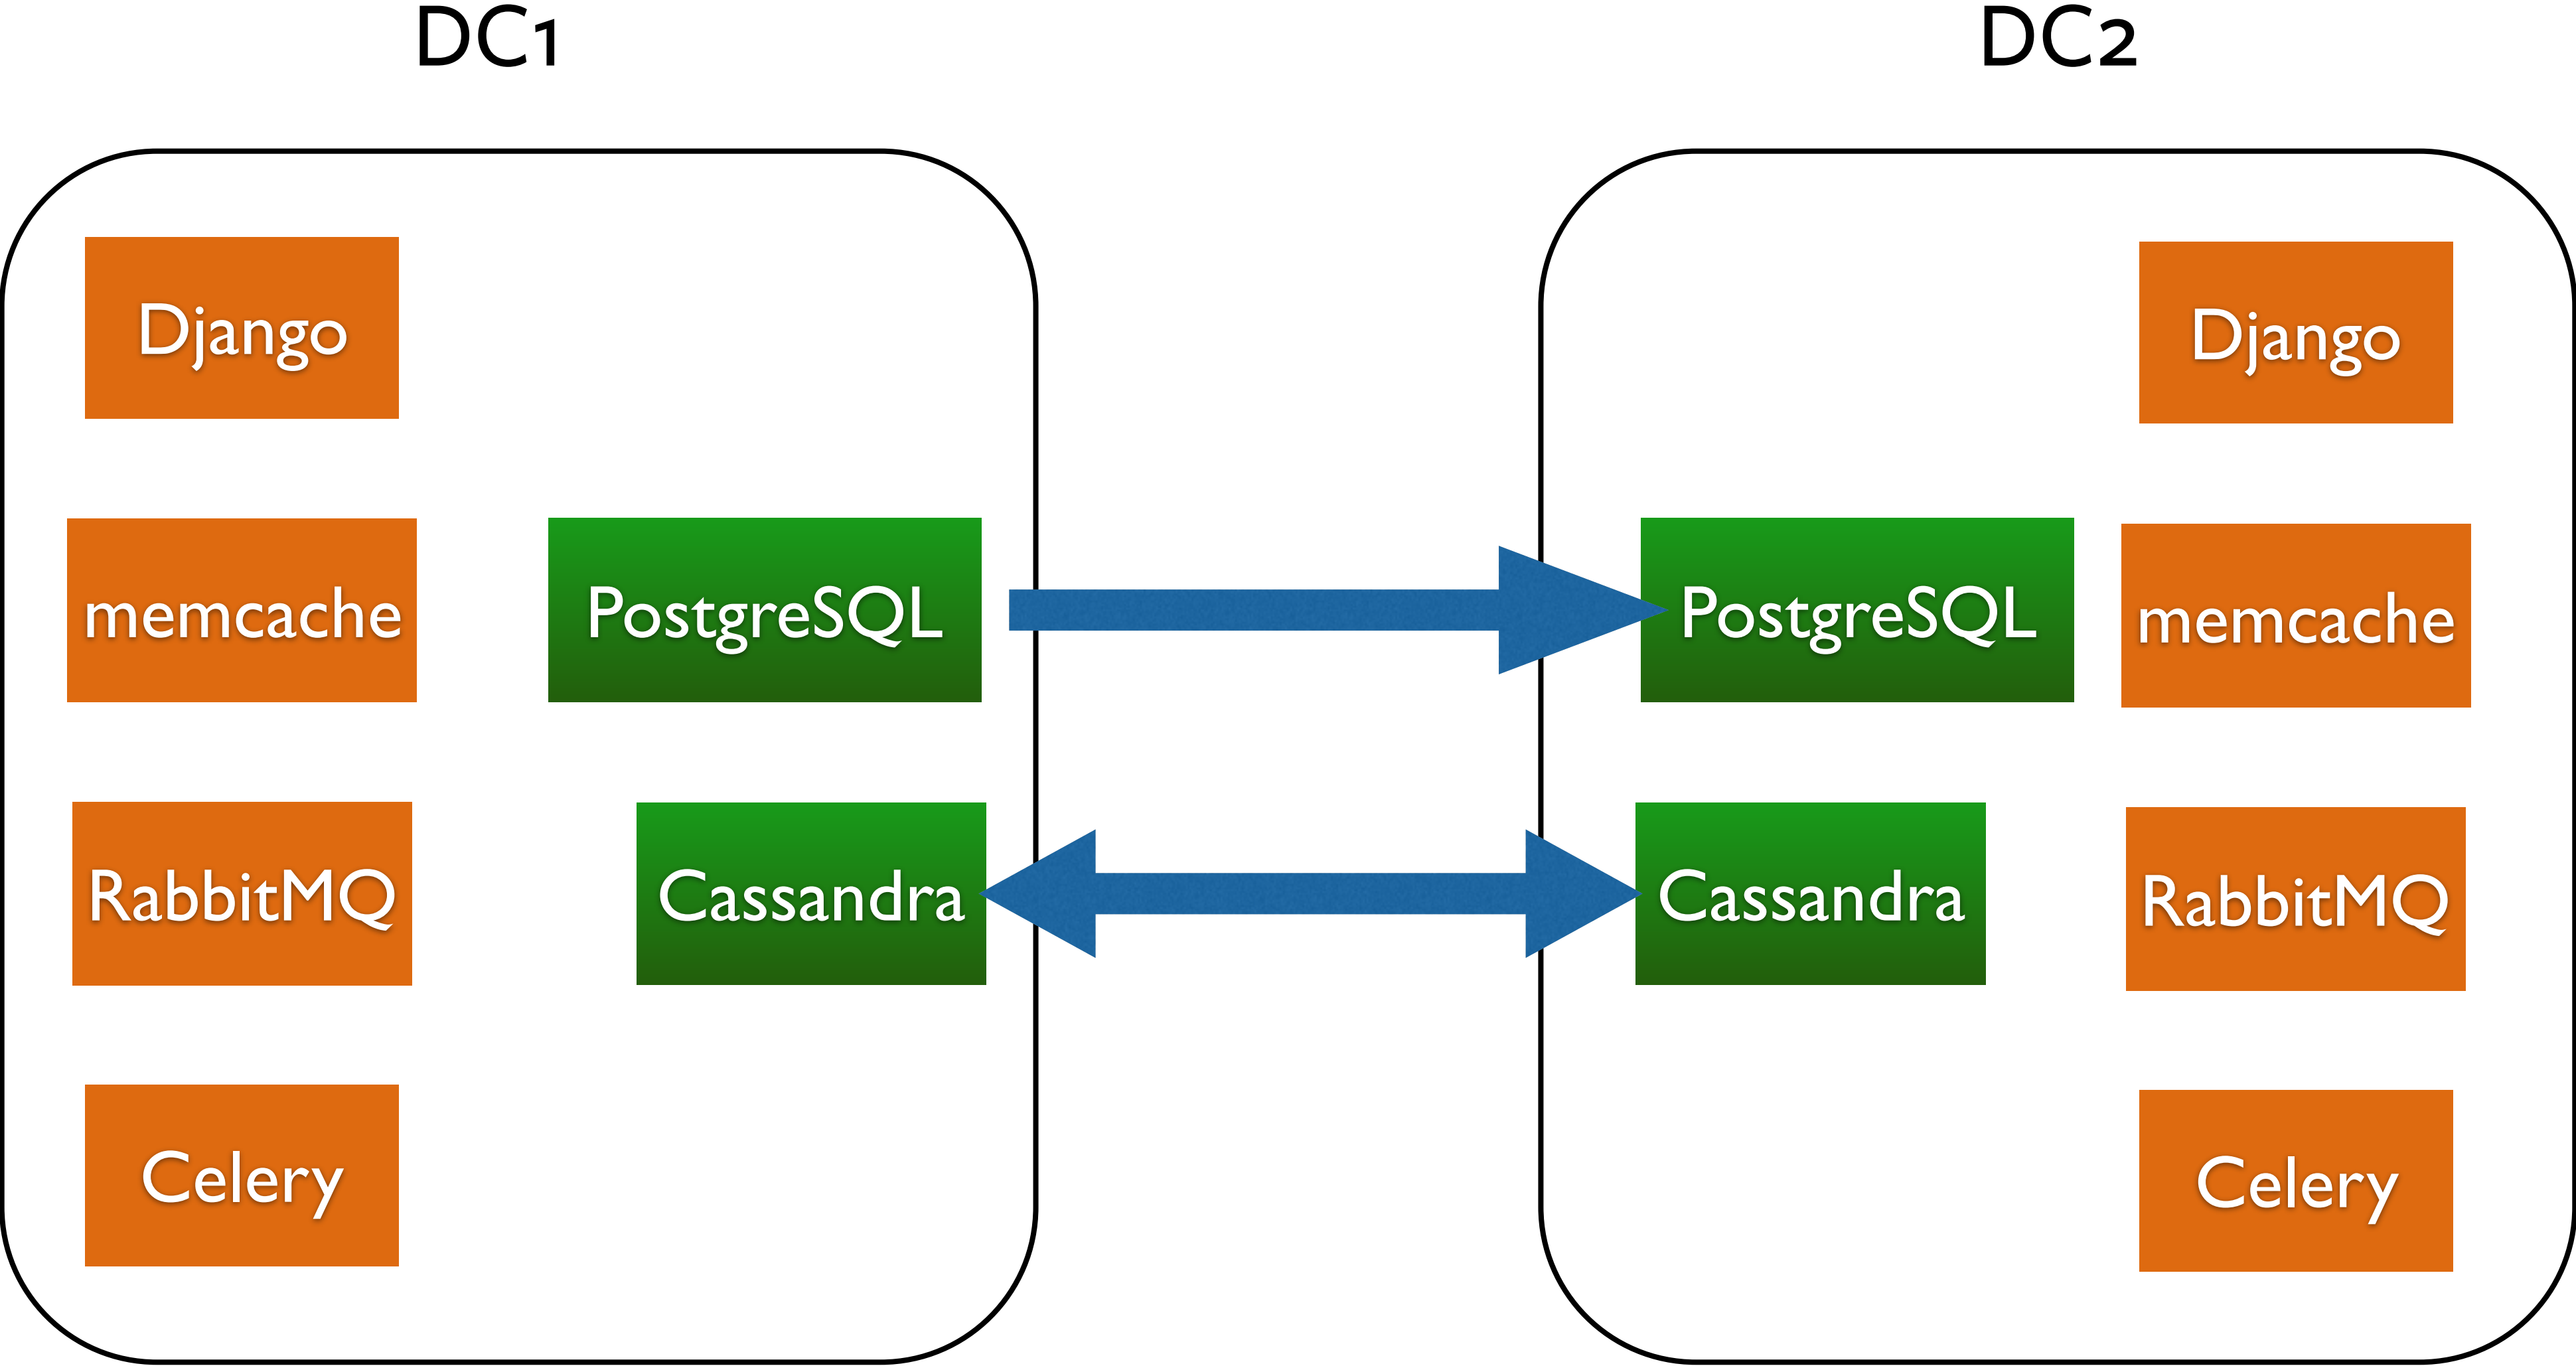 DC1
DC2
Django
memcache
PostgreSQL
RabbitMQ
Cassandra
Celery
Django
PostgreSQL
memcache
Cassandra
RabbitMQ
Celery